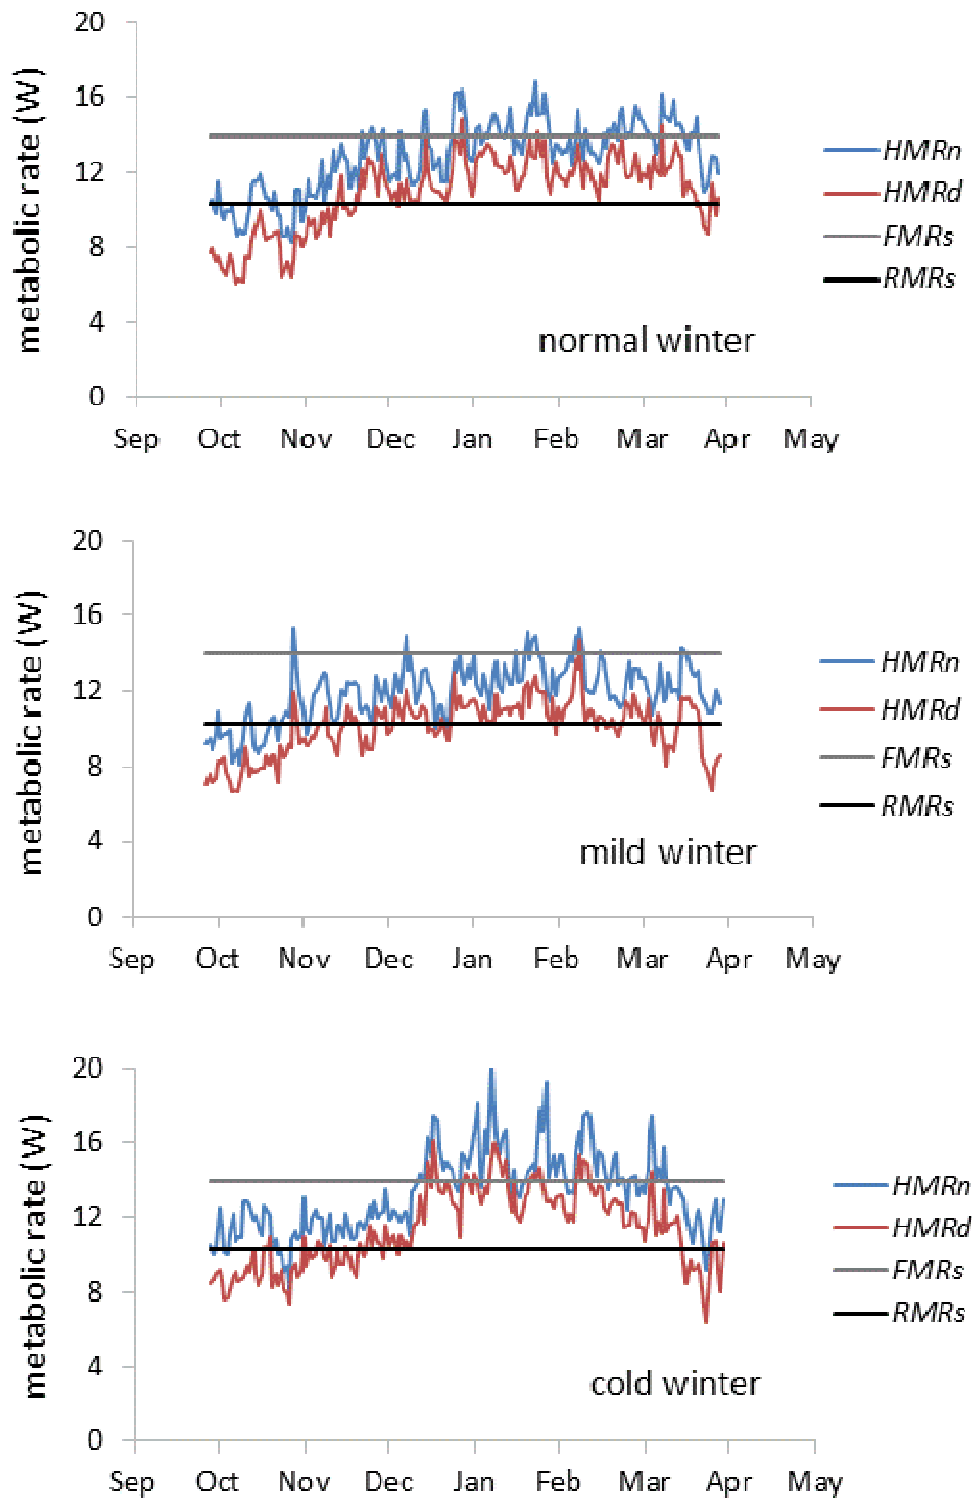 20
16
12
8
4
0
metabolic rate (W)
Sep Oct Nov Dec Jan Feb Mar Apr May
normal winter
HMRn
HMRd
FMRs
RMRs
20
16
12
8
4
0
metabolic rate (W)
Sep Oct Nov Dec Jan Feb Mar Apr May
mild winter
HMRn
HMRd
FMRs
RMRs
20
16
12
8
4
0
metabolic rate (W)
Sep Oct Nov Dec Jan Feb Mar Apr May
cold winter
HMRn
HMRd
FMRs
RMRs